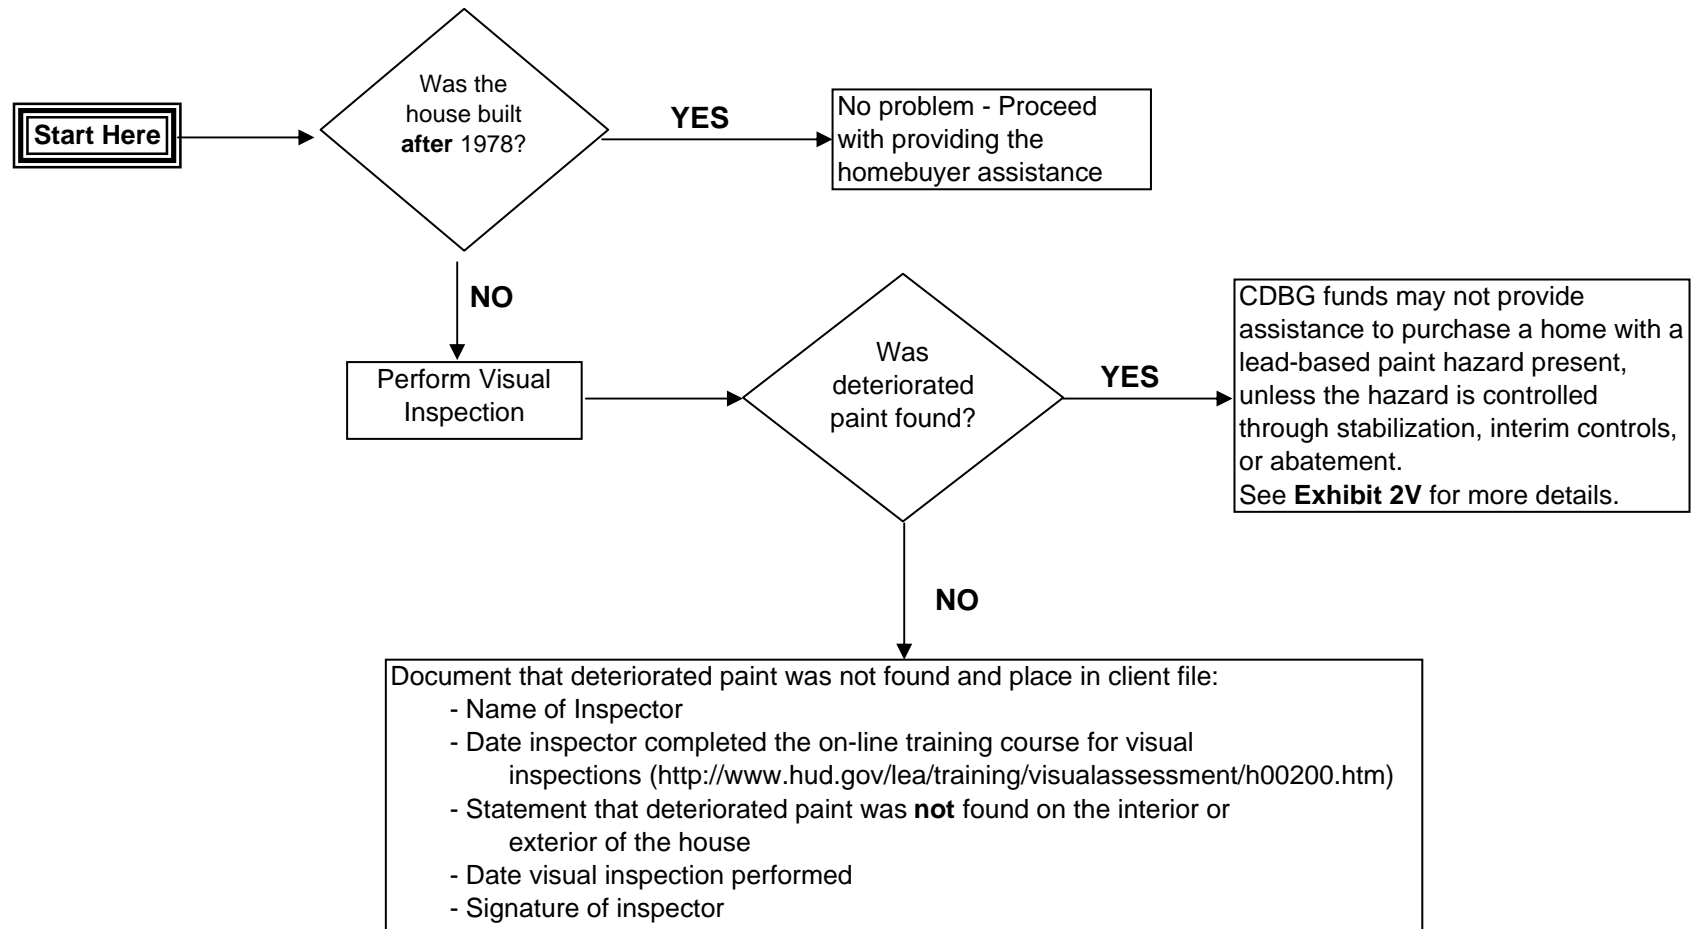 Start Here
Was the
house built
after 1978?
YES
No problem - Proceed
with providing the
homebuyer assistance
NO
Perform Visual
Inspection
Was
deteriorated
paint found?
YES
CDBG funds may not provide
assistance to purchase a home with a
lead-based paint hazard present,
unless the hazard is controlled
through stabilization, interim controls,
or abatement.
See Exhibit 2V for more details.
NO
Document that deteriorated paint was not found and place in client file:
- Name of Inspector
- Date inspector completed the on-line training course for visual
inspections (http://www.hud.gov/lea/training/visualassessment/h00200.htm)
- Statement that deteriorated paint was not found on the interior or
exterior of the house
- Date visual inspection performed
- Signature of inspector